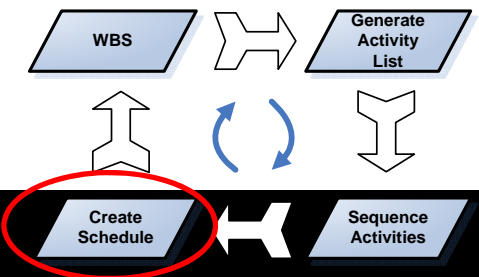 WBS
Generate
Activity
List
Create
Schedule
Sequence
Activities